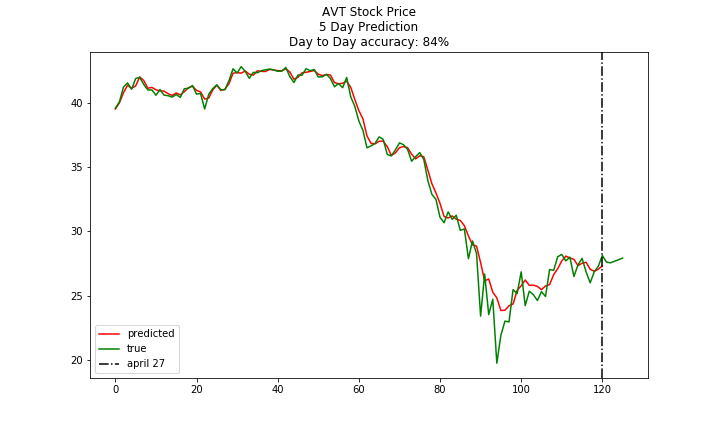 AVT Stock Price
5 Day Prediction
Day to Day accuracy: 84%
40
35
30
25
20
predicted
true
april 27
0
20
40
60
80
100
120